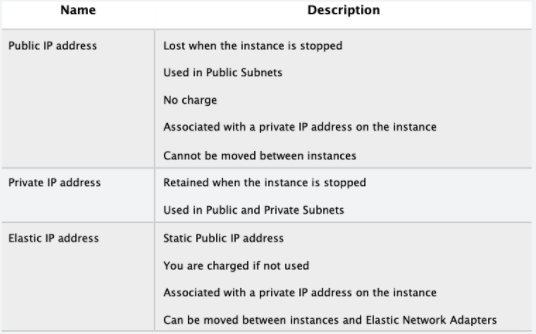 Name Description
Public IP address Lost when the instance is stopped
Used in Public Subnets
No charge
Associated with a private IP address on the instance
Cannot be moved between instances
Private IP address Retained when the instance is stopped
Used in Public and Private Subnets
Elastic IP address Static Public IP address
You are charged if not used
Associated with a private IP address on the instance
Can be moved between instances and Elastic Network Adapters